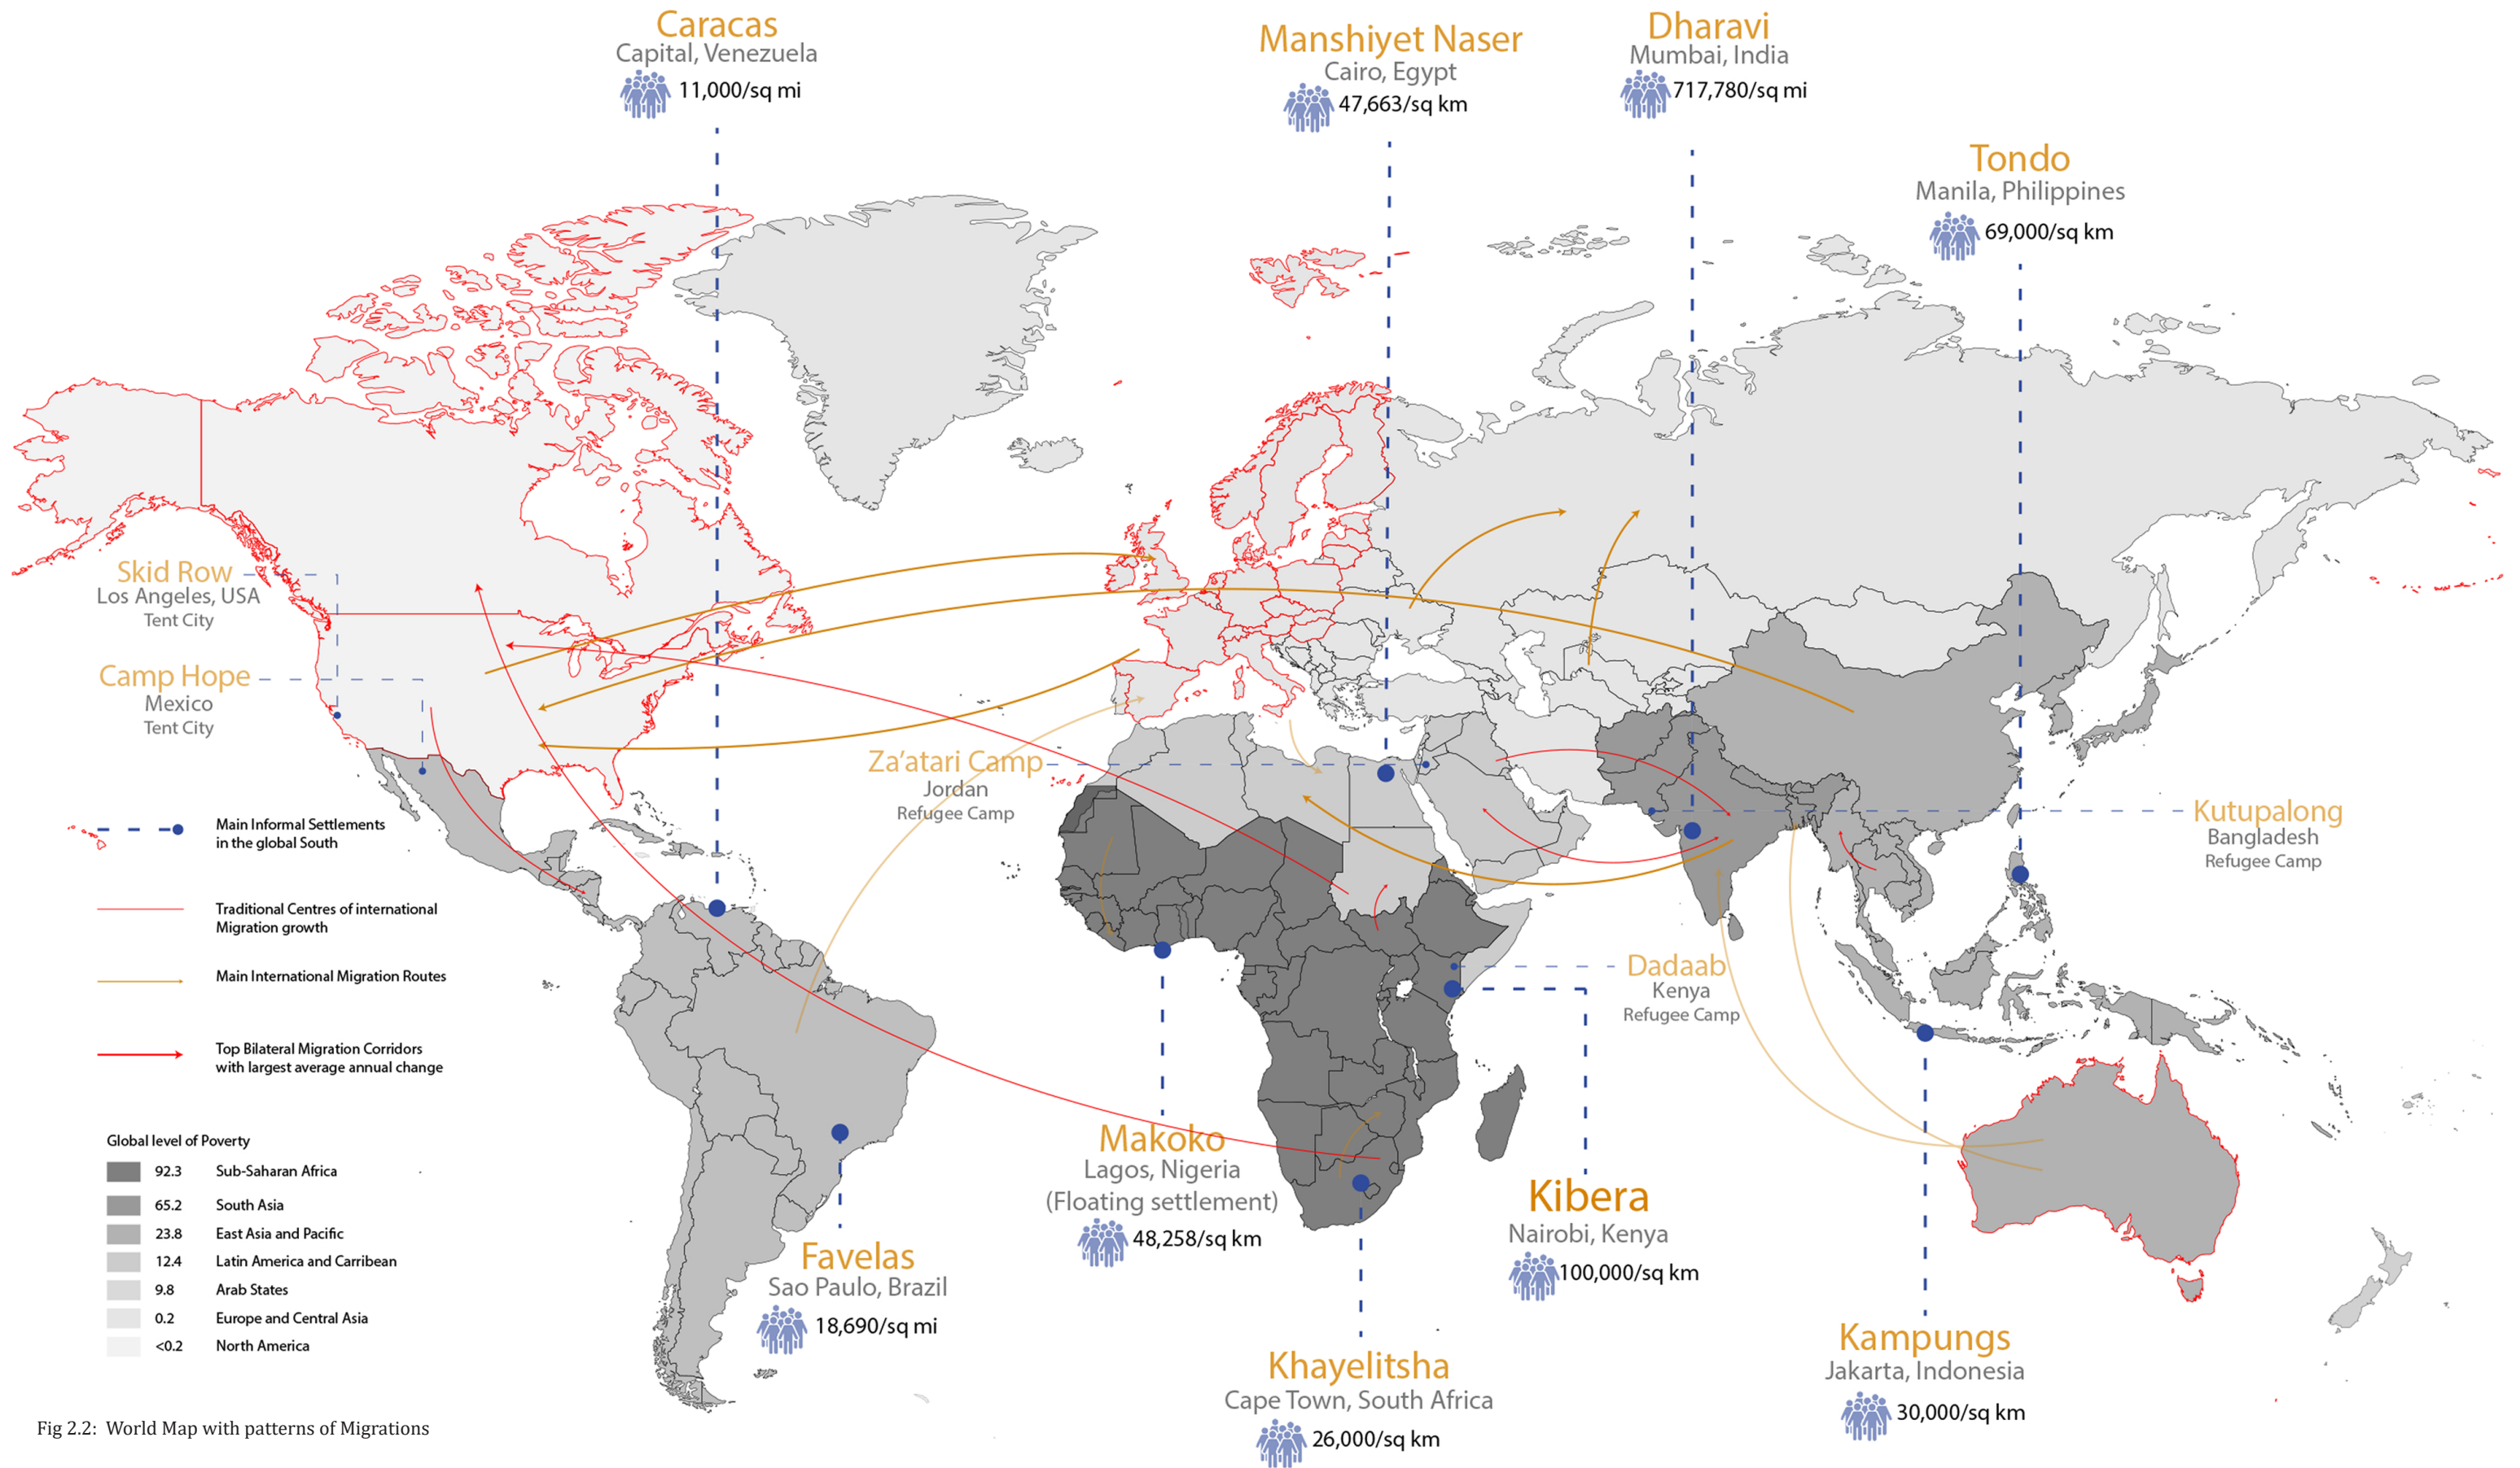 Caracas
Capital, Venezuela
11,000/sq mi
Manshiyet Naser
Cairo, Egypt
47,663/sq km
Dharavi
Mumbai, India
717,780/sq mi
Tondo
Manila, Philippines
69,000/sq km
Skid Row
Los Angeles, USA
Tent City
Camp Hope
Mexico
Tent City
Za'atari Camp
Jordan
Refugee Camp
Kutupalong
Bangladesh
Refugee Camp
Dadaab
Kenya
Refugee Camp
Main Informal Settlements
in the global South
Traditional Centres of international
Migration growth
Main International Migration Routes
Top Bilateral Migration Corridors
with largest average annual change
Global level of Poverty
92.3 Sub-Saharan Africa
65.2 South Asia
23.8 East Asia and Pacific
12.4 Latin America and Carribean
9.8 Arab States
0.2 Europe and Central Asia
<0.2 North America
Makoko
Lagos, Nigeria
(Floating settlement)
48,258/sq km
Kibera
Nairobi, Kenya
100,000/sq km
Favelas
Sao Paulo, Brazil
18,690/sq mi
Khayelitsha
Cape Town, South Africa
26,000/sq km
Kampungs
Jakarta, Indonesia
30,000/sq km
Fig 2.2: World Map with patterns of Migrations